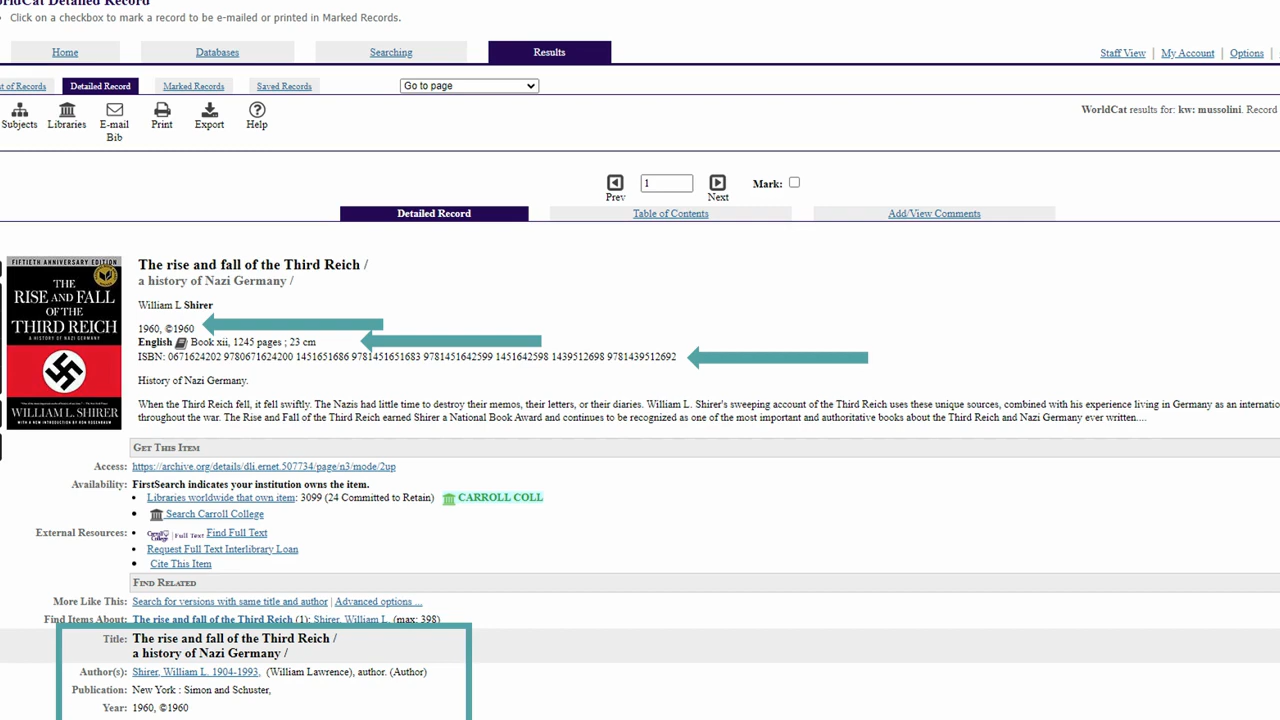 WorldCat Detailed Record
Click on a checkbox to mark a record to be e-mailed or printed in Marked Records.
Home Databases Searching Results
Staff View | My Account | Options |
of Records Detailed Record Marked Records Saved Records Go to page
Subjects Libraries E-mail Bib Print Export Help
WorldCat results for: kw: mussolini. Record
Prev 1 Next Mark:
Detailed Record Table of Contents Add/View Comments
FIFTIETH ANNIVERSARY EDITION
THE
RISE AND FALL
OF THE
THIRD REICH
A HISTORY OF NAZI GERMANY
WILLIAM L. SHIRER
WITH A NEW INTRODUCTION BY RON ROSENBAUM
The rise and fall of the Third Reich /
a history of Nazi Germany /
William L Shirer
1960, ©1960
English Book xii, 1245 pages ; 23 cm
ISBN: 0671624202 9780671624200 1451651686 9781451651683 9781451642599 1451642598 1439512698 9781439512692
History of Nazi Germany.
When the Third Reich fell, it fell swiftly. The Nazis had little time to destroy their memos, their letters, or their diaries. William L. Shirer's sweeping account of the Third Reich uses these unique sources, combined with his experience living in Germany as an
throughout the war. The Rise and Fall of the Third Reich earned Shirer a National Book Award and continues to be recognized as one of the most important and authoritative books about the Third Reich and Nazi Germany ever written....
GET THIS ITEM
Access: https://archive.org/details/dli.ernet.507734/page/n3/mode/2up
Availability: FirstSearch indicates your institution owns the item.
Libraries worldwide that own item: 3099 (24 Committed to Retain) CARROLL COLL
Search Carroll College
External Resources: Carroll College Full Text Find Full Text
Request Full Text Interlibrary Loan
Cite This Item
FIND RELATED
More Like This: Search for versions with same title and author | Advanced options ...
Find Items About: The rise and fall of the Third Reich (1); Shirer, William L. (max: 398)
Title: The rise and fall of the Third Reich /
a history of Nazi Germany /
Author(s): Shirer, William L. 1904-1993, (William Lawrence), author. (Author)
Publication: New York : Simon and Schuster,
Year: 1960, ©1960